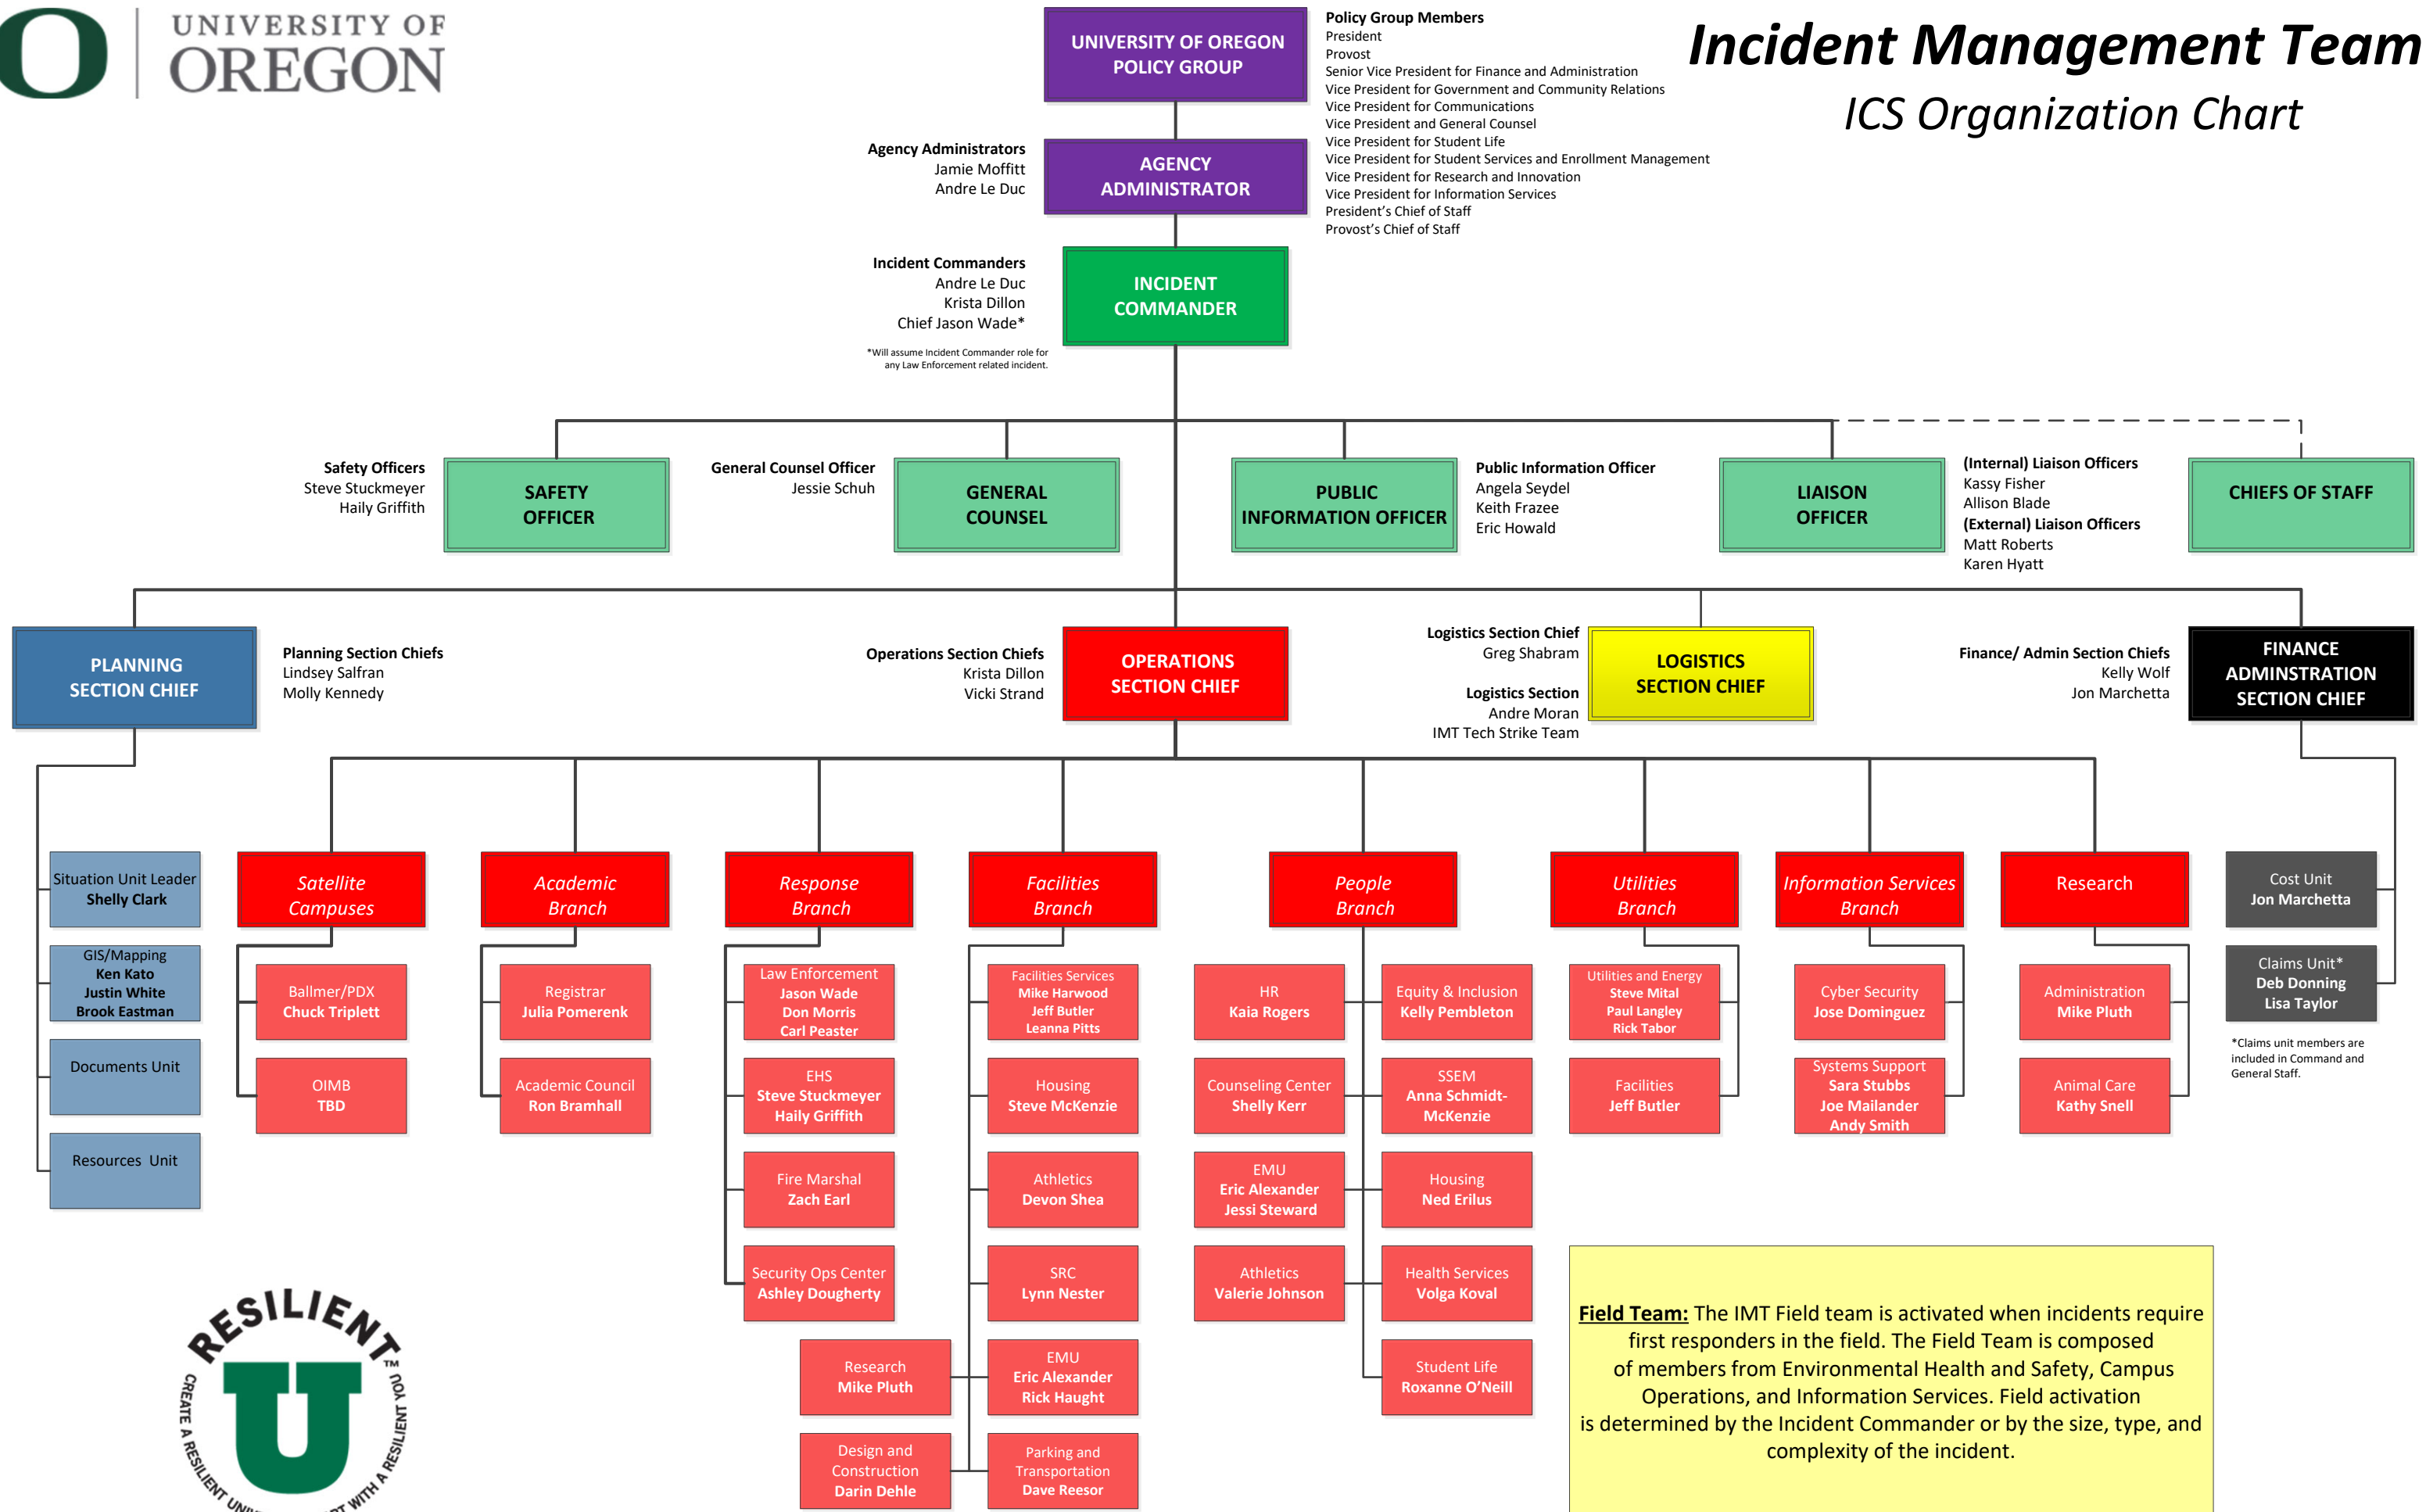 UNIVERSITY OF
OREGON
Incident Management Team
ICS Organization Chart
UNIVERSITY OF OREGON
POLICY GROUP
Policy Group Members
President
Provost
Senior Vice President for Finance and Administration
Vice President for Government and Community Relations
Vice President for Communications
Vice President and General Counsel
Vice President for Student Life
Vice President for Student Services and Enrollment Management
Vice President for Research and Innovation
Vice President for Information Services
President's Chief of Staff
Provost's Chief of Staff
Agency Administrators
Jamie Moffitt
Andre Le Duc
AGENCY
ADMINISTRATOR
Incident Commanders
Andre Le Duc
Krista Dillon
Chief Jason Wade*
*Will assume Incident Commander role for
any Law Enforcement related incident.
INCIDENT
COMMANDER
Safety Officers
Steve Stuckmeyer
Haily Griffith
SAFETY
OFFICER
General Counsel Officer
Jessie Schuh
GENERAL
COUNSEL
PUBLIC
INFORMATION OFFICER
Public Information Officer
Angela Seydel
Keith Frazee
Eric Howald
LIAISON
OFFICER
(Internal) Liaison Officers
Kassy Fisher
Allison Blade
(External) Liaison Officers
Matt Roberts
Karen Hyatt
CHIEFS OF STAFF
PLANNING
SECTION CHIEF
Planning Section Chiefs
Lindsey Salfran
Molly Kennedy
Operations Section Chiefs
Krista Dillon
Vicki Strand
OPERATIONS
SECTION CHIEF
Logistics Section Chief
Greg Shabram
Logistics Section
Andre Moran
IMT Tech Strike Team
LOGISTICS
SECTION CHIEF
Finance/ Admin Section Chiefs
Kelly Wolf
Jon Marchetta
FINANCE
ADMINSTRATION
SECTION CHIEF
Situation Unit Leader
Shelly Clark
GIS/Mapping
Ken Kato
Justin White
Brook Eastman
Documents Unit
Resources Unit
Satellite
Campuses
Ballmer/PDX
Chuck Triplett
OIMB
TBD
Academic
Branch
Registrar
Julia Pomerenk
Academic Council
Ron Bramhall
Response
Branch
Law Enforcement
Jason Wade
Don Morris
Carl Peaster
EHS
Steve Stuckmeyer
Haily Griffith
Fire Marshal
Zach Earl
Security Ops Center
Ashley Dougherty
Facilities
Branch
Facilities Services
Mike Harwood
Jeff Butler
Leanna Pitts
Housing
Steve McKenzie
Athletics
Devon Shea
SRC
Lynn Nester
Research
Mike Pluth
EMU
Eric Alexander
Rick Haught
Design and
Construction
Darin Dehle
Parking and
Transportation
Dave Reesor
People
Branch
HR
Kaia Rogers
Equity & Inclusion
Kelly Pembleton
Counseling Center
Shelly Kerr
SSEM
Anna Schmidt-
McKenzie
EMU
Eric Alexander
Jessi Steward
Housing
Ned Erilus
Athletics
Valerie Johnson
Health Services
Volga Koval
Student Life
Roxanne O'Neill
Utilities
Branch
Utilities and Energy
Steve Mital
Paul Langley
Rick Tabor
Facilities
Jeff Butler
Information Services
Branch
Cyber Security
Jose Dominguez
Systems Support
Sara Stubbs
Joe Mailander
Andy Smith
Research
Administration
Mike Pluth
Animal Care
Kathy Snell
Cost Unit
Jon Marchetta
Claims Unit*
Deb Donning
Lisa Taylor
*Claims unit members are
included in Command and
General Staff.
Field Team: The IMT Field team is activated when incidents require
first responders in the field. The Field Team is composed
of members from Environmental Health and Safety, Campus
Operations, and Information Services. Field activation
is determined by the Incident Commander or by the size, type, and
complexity of the incident.
RESILIENT™
U
CREATE A RESILIENT
WITH A RESILIENT YOU